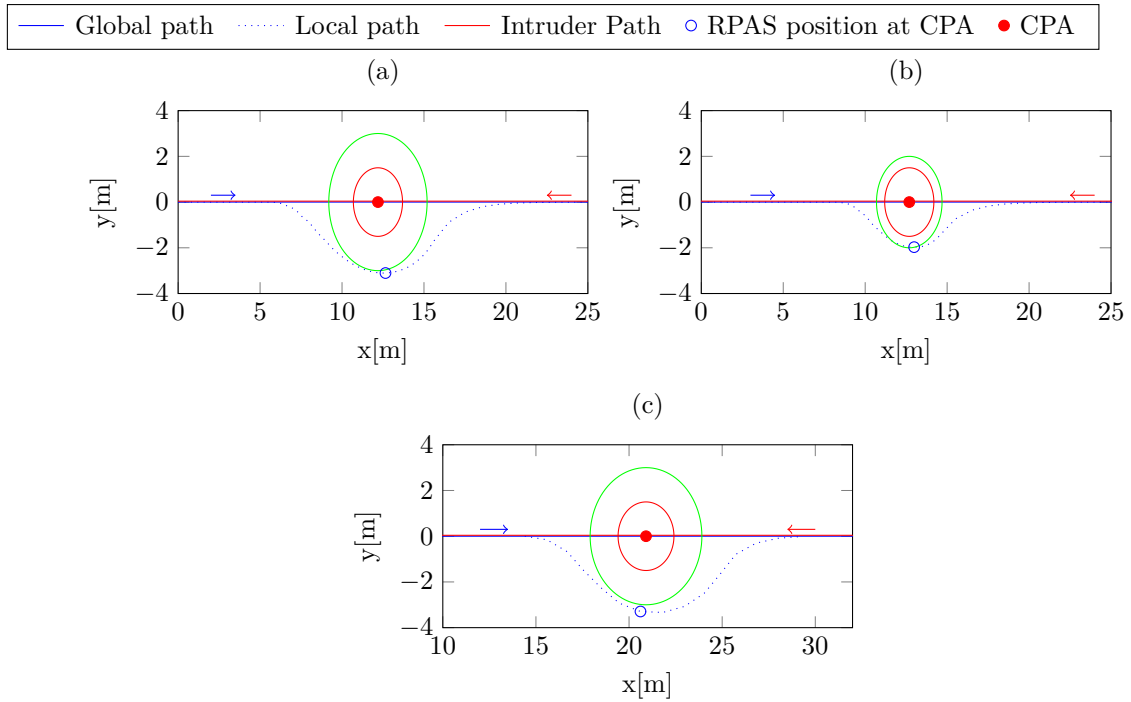 Global path Local path Intruder Path RPAS position at CPA CPA
(a)
4
2
0
−2
−4
y[m]
0 5 10 15 20 25
x[m]
(b)
4
2
0
−2
−4
y[m]
0 5 10 15 20 25
x[m]
(c)
4
2
0
−2
−4
y[m]
10 15 20 25 30
x[m]